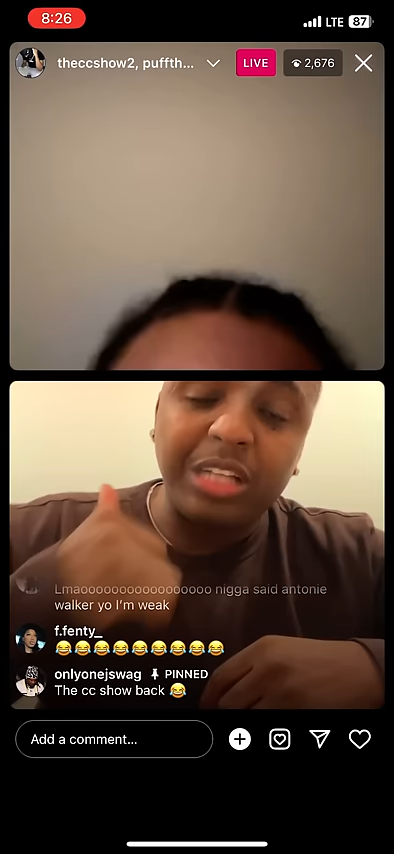 8:26
LTE 87
theccshow2, puffth...
LIVE
2,676
Lmaooooooooooooooooo nigga said antonie
walker yo I'm weak
f.fenty_
😂😂😂😂😂😂😂😂😂
onlyonejswag PINNED
The cc show back 😂
Add a comment...